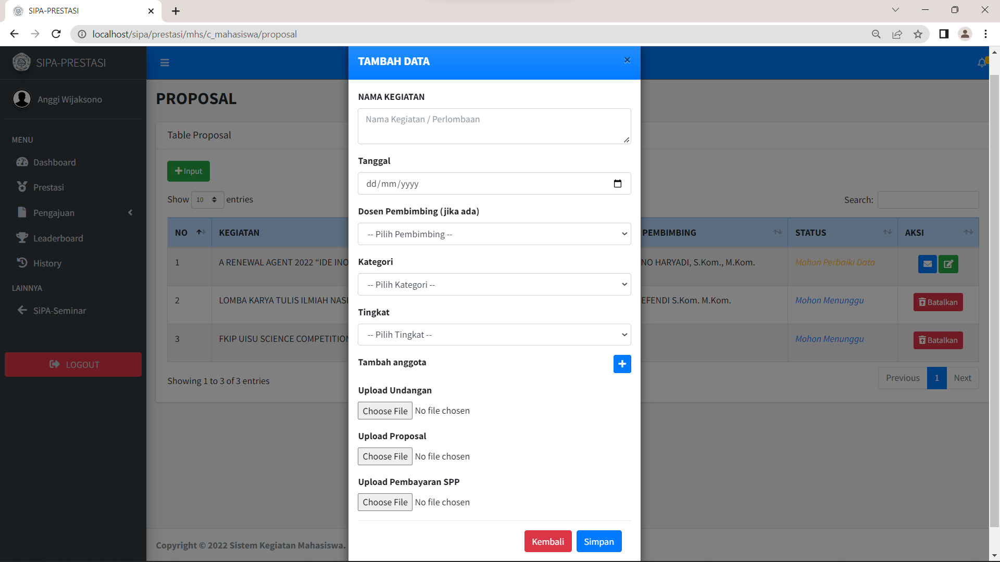 SIPA-PRESTASI
localhost/sipa/prestasi/mhs/c_mahasiswa/proposal
SIPA-PRESTASI
Anggi Wijaksono
MENU
Dashboard
Prestasi
Pengajuan
Leaderboard
History
LAINNYA
SiPA-Seminar
LOGOUT
PROPOSAL
Table Proposal
Input
Show 10 entries
Search:
NO KEGIATAN PEMBIMBING STATUS AKSI
1 A RENEWAL AGENT 2022 “IDE INO NO HARYADI, S.Kom., M.Kom. Mohon Perbaiki Data
2 LOMBA KARYA TULIS ILMIAH NASI EFENDI S.Kom. M.Kom. Mohon Menunggu Batalkan
3 FKIP UISU SCIENCE COMPETITION Mohon Menunggu Batalkan
Showing 1 to 3 of 3 entries
Previous 1 Next
Copyright © 2022 Sistem Kegiatan Mahasiswa.
TAMBAH DATA ×
NAMA KEGIATAN
Nama Kegiatan / Perlombaan
Tanggal
dd/mm/yyyy
Dosen Pembimbing (jika ada)
-- Pilih Pembimbing --
Kategori
-- Pilih Kategori --
Tingkat
-- Pilih Tingkat --
Tambah anggota
Upload Undangan
Choose File No file chosen
Upload Proposal
Choose File No file chosen
Upload Pembayaran SPP
Choose File No file chosen
Kembali Simpan